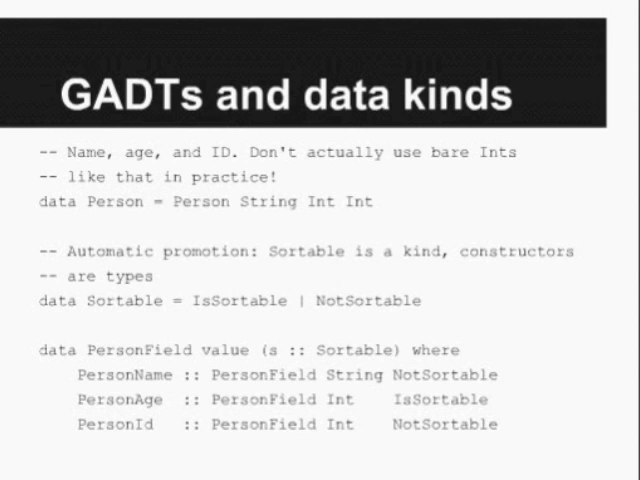 GADTs and data kinds
-- Name, age, and ID. Don't actually use bare Ints
-- like that in practice!
data Person = Person String Int Int
-- Automatic promotion: Sortable is a kind, constructors
-- are types
data Sortable = IsSortable | NotSortable
data PersonField value (s :: Sortable) where
    PersonName :: PersonField String NotSortable
    PersonAge  :: PersonField Int    IsSortable
    PersonId   :: PersonField Int    NotSortable